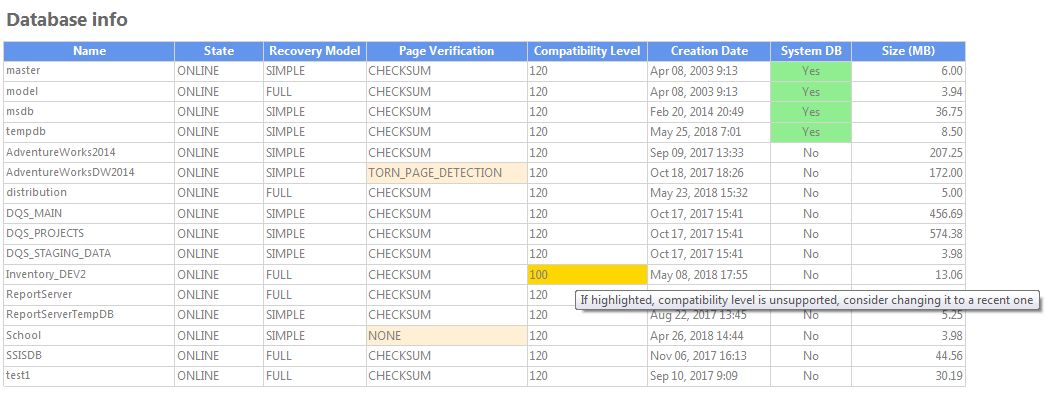 Database info
Name State Recovery Model Page Verification Compatibility Level Creation Date System DB Size (MB)
master ONLINE SIMPLE CHECKSUM 120 Apr 08, 2003 9:13 Yes 6.00
model ONLINE FULL CHECKSUM 120 Apr 08, 2003 9:13 Yes 3.94
msdb ONLINE SIMPLE CHECKSUM 120 Feb 20, 2014 20:49 Yes 36.75
tempdb ONLINE SIMPLE CHECKSUM 120 May 25, 2018 7:01 Yes 8.50
AdventureWorks2014 ONLINE SIMPLE CHECKSUM 120 Sep 09, 2017 13:33 No 207.25
AdventureWorksDW2014 ONLINE SIMPLE TORN_PAGE_DETECTION 120 Oct 18, 2017 18:26 No 172.00
distribution ONLINE FULL CHECKSUM 120 May 23, 2018 15:32 No 5.00
DQS_MAIN ONLINE SIMPLE CHECKSUM 120 Oct 17, 2017 15:41 No 456.69
DQS_PROJECTS ONLINE SIMPLE CHECKSUM 120 Oct 17, 2017 15:41 No 574.38
DQS_STAGING_DATA ONLINE SIMPLE CHECKSUM 120 Oct 17, 2017 15:41 No 3.98
Inventory_DEV2 ONLINE FULL CHECKSUM 100 May 08, 2018 17:55 No 13.06
ReportServer ONLINE FULL CHECKSUM 120
If highlighted, compatibility level is unsupported, consider changing it to a recent one
ReportServerTempDB ONLINE SIMPLE CHECKSUM 120 Aug 22, 2017 13:45 No 5.25
School ONLINE SIMPLE NONE 120 Apr 26, 2018 14:44 No 3.98
SSISDB ONLINE FULL CHECKSUM 120 Nov 06, 2017 16:13 No 44.56
test1 ONLINE FULL CHECKSUM 120 Sep 10, 2017 9:09 No 30.19